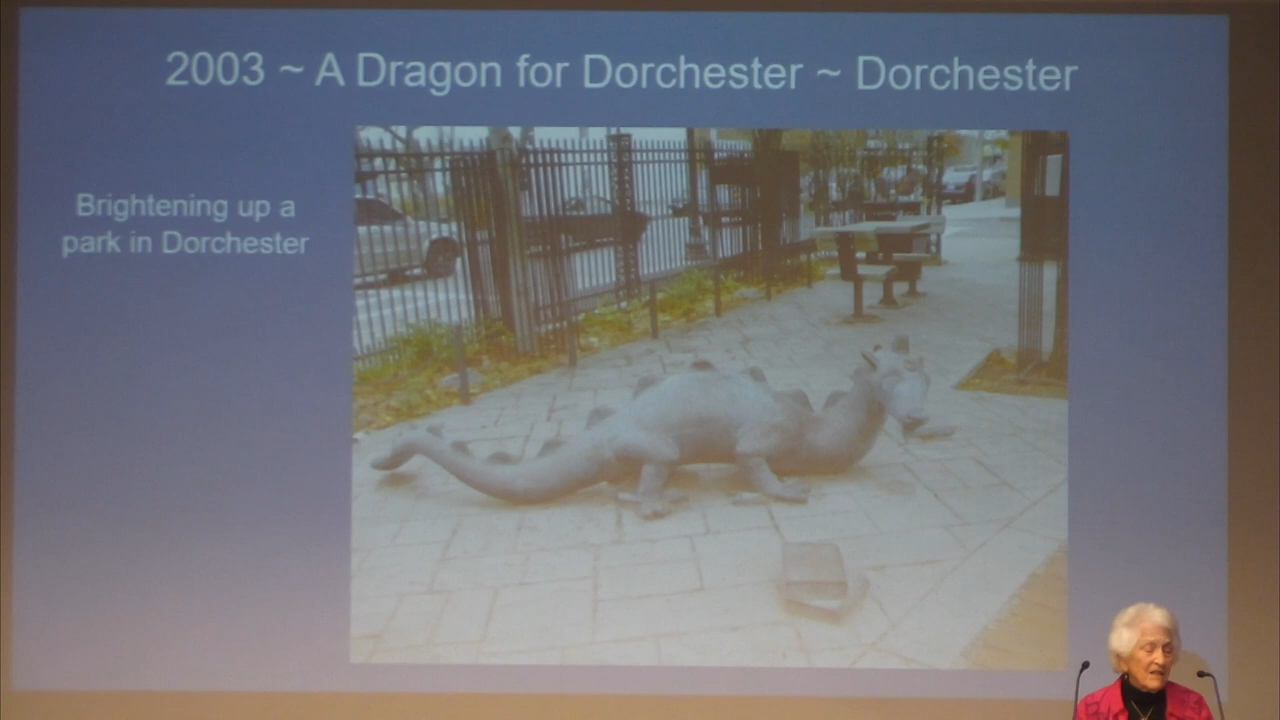 2003 ~ A Dragon for Dorchester ~ Dorchester
Brightening up a
park in Dorchester